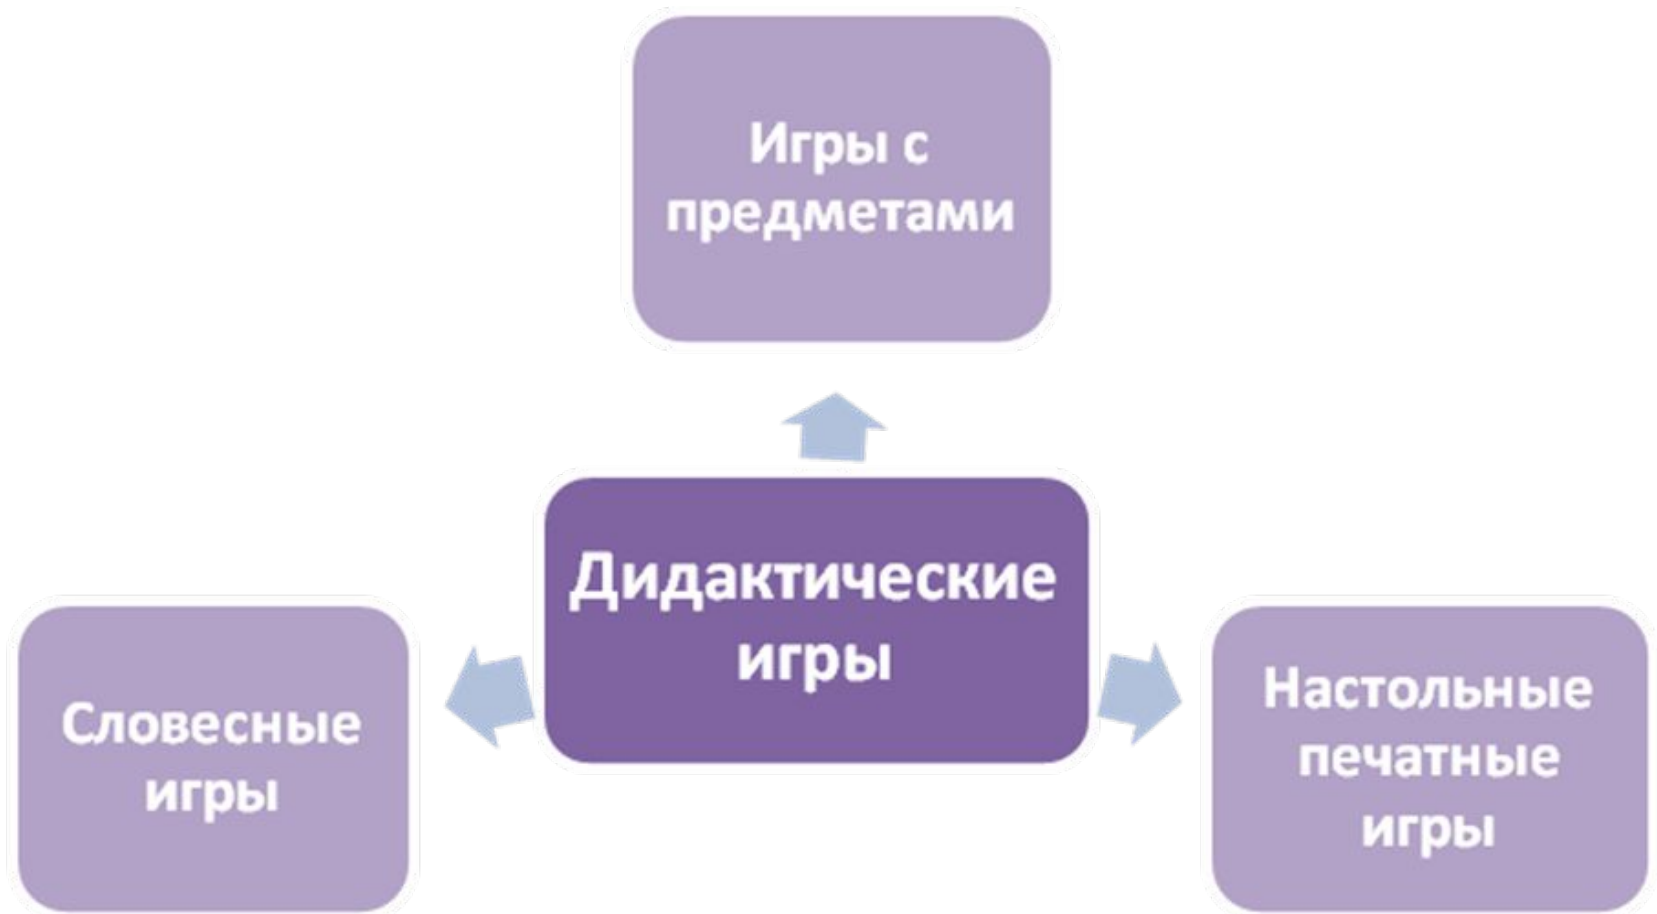 Игры с
предметами
Дидактические
игры
Словесные
игры
Настольные
печатные
игры